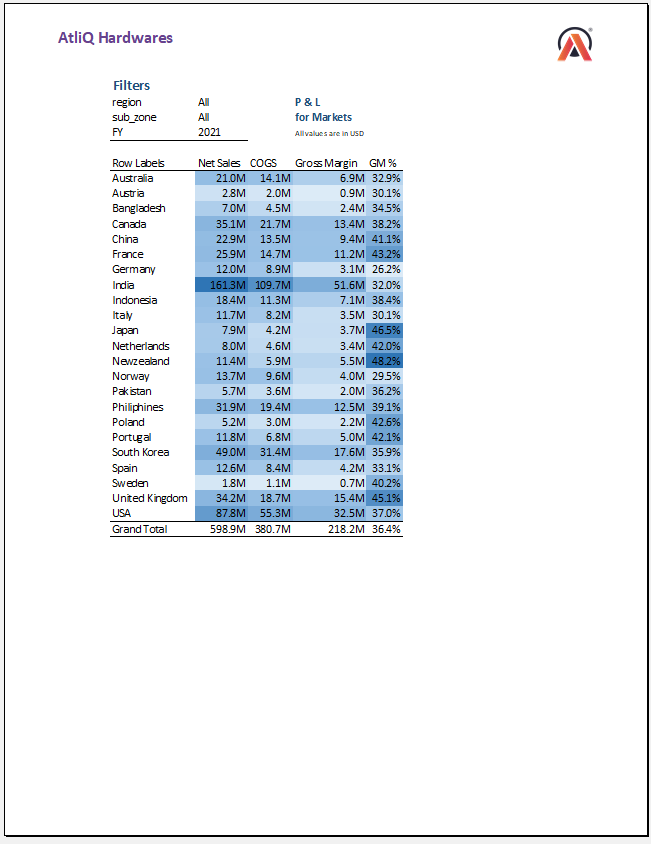 AtliQ Hardwares
®
Filters
region All P & L
sub_zone All for Markets
FY 2021 All values are in USD
Row Labels Net Sales COGS Gross Margin GM %
Australia 21.0M 14.1M 6.9M 32.9%
Austria 2.8M 2.0M 0.9M 30.1%
Bangladesh 7.0M 4.5M 2.4M 34.5%
Canada 35.1M 21.7M 13.4M 38.2%
China 22.9M 13.5M 9.4M 41.1%
France 25.9M 14.7M 11.2M 43.2%
Germany 12.0M 8.9M 3.1M 26.2%
India 161.3M 109.7M 51.6M 32.0%
Indonesia 18.4M 11.3M 7.1M 38.4%
Italy 11.7M 8.2M 3.5M 30.1%
Japan 7.9M 4.2M 3.7M 46.5%
Netherlands 8.0M 4.6M 3.4M 42.0%
Newzealand 11.4M 5.9M 5.5M 48.2%
Norway 13.7M 9.6M 4.0M 29.5%
Pakistan 5.7M 3.6M 2.0M 36.2%
Philiphines 31.9M 19.4M 12.5M 39.1%
Poland 5.2M 3.0M 2.2M 42.6%
Portugal 11.8M 6.8M 5.0M 42.1%
South Korea 49.0M 31.4M 17.6M 35.9%
Spain 12.6M 8.4M 4.2M 33.1%
Sweden 1.8M 1.1M 0.7M 40.2%
United Kingdom 34.2M 18.7M 15.4M 45.1%
USA 87.8M 55.3M 32.5M 37.0%
Grand Total 598.9M 380.7M 218.2M 36.4%